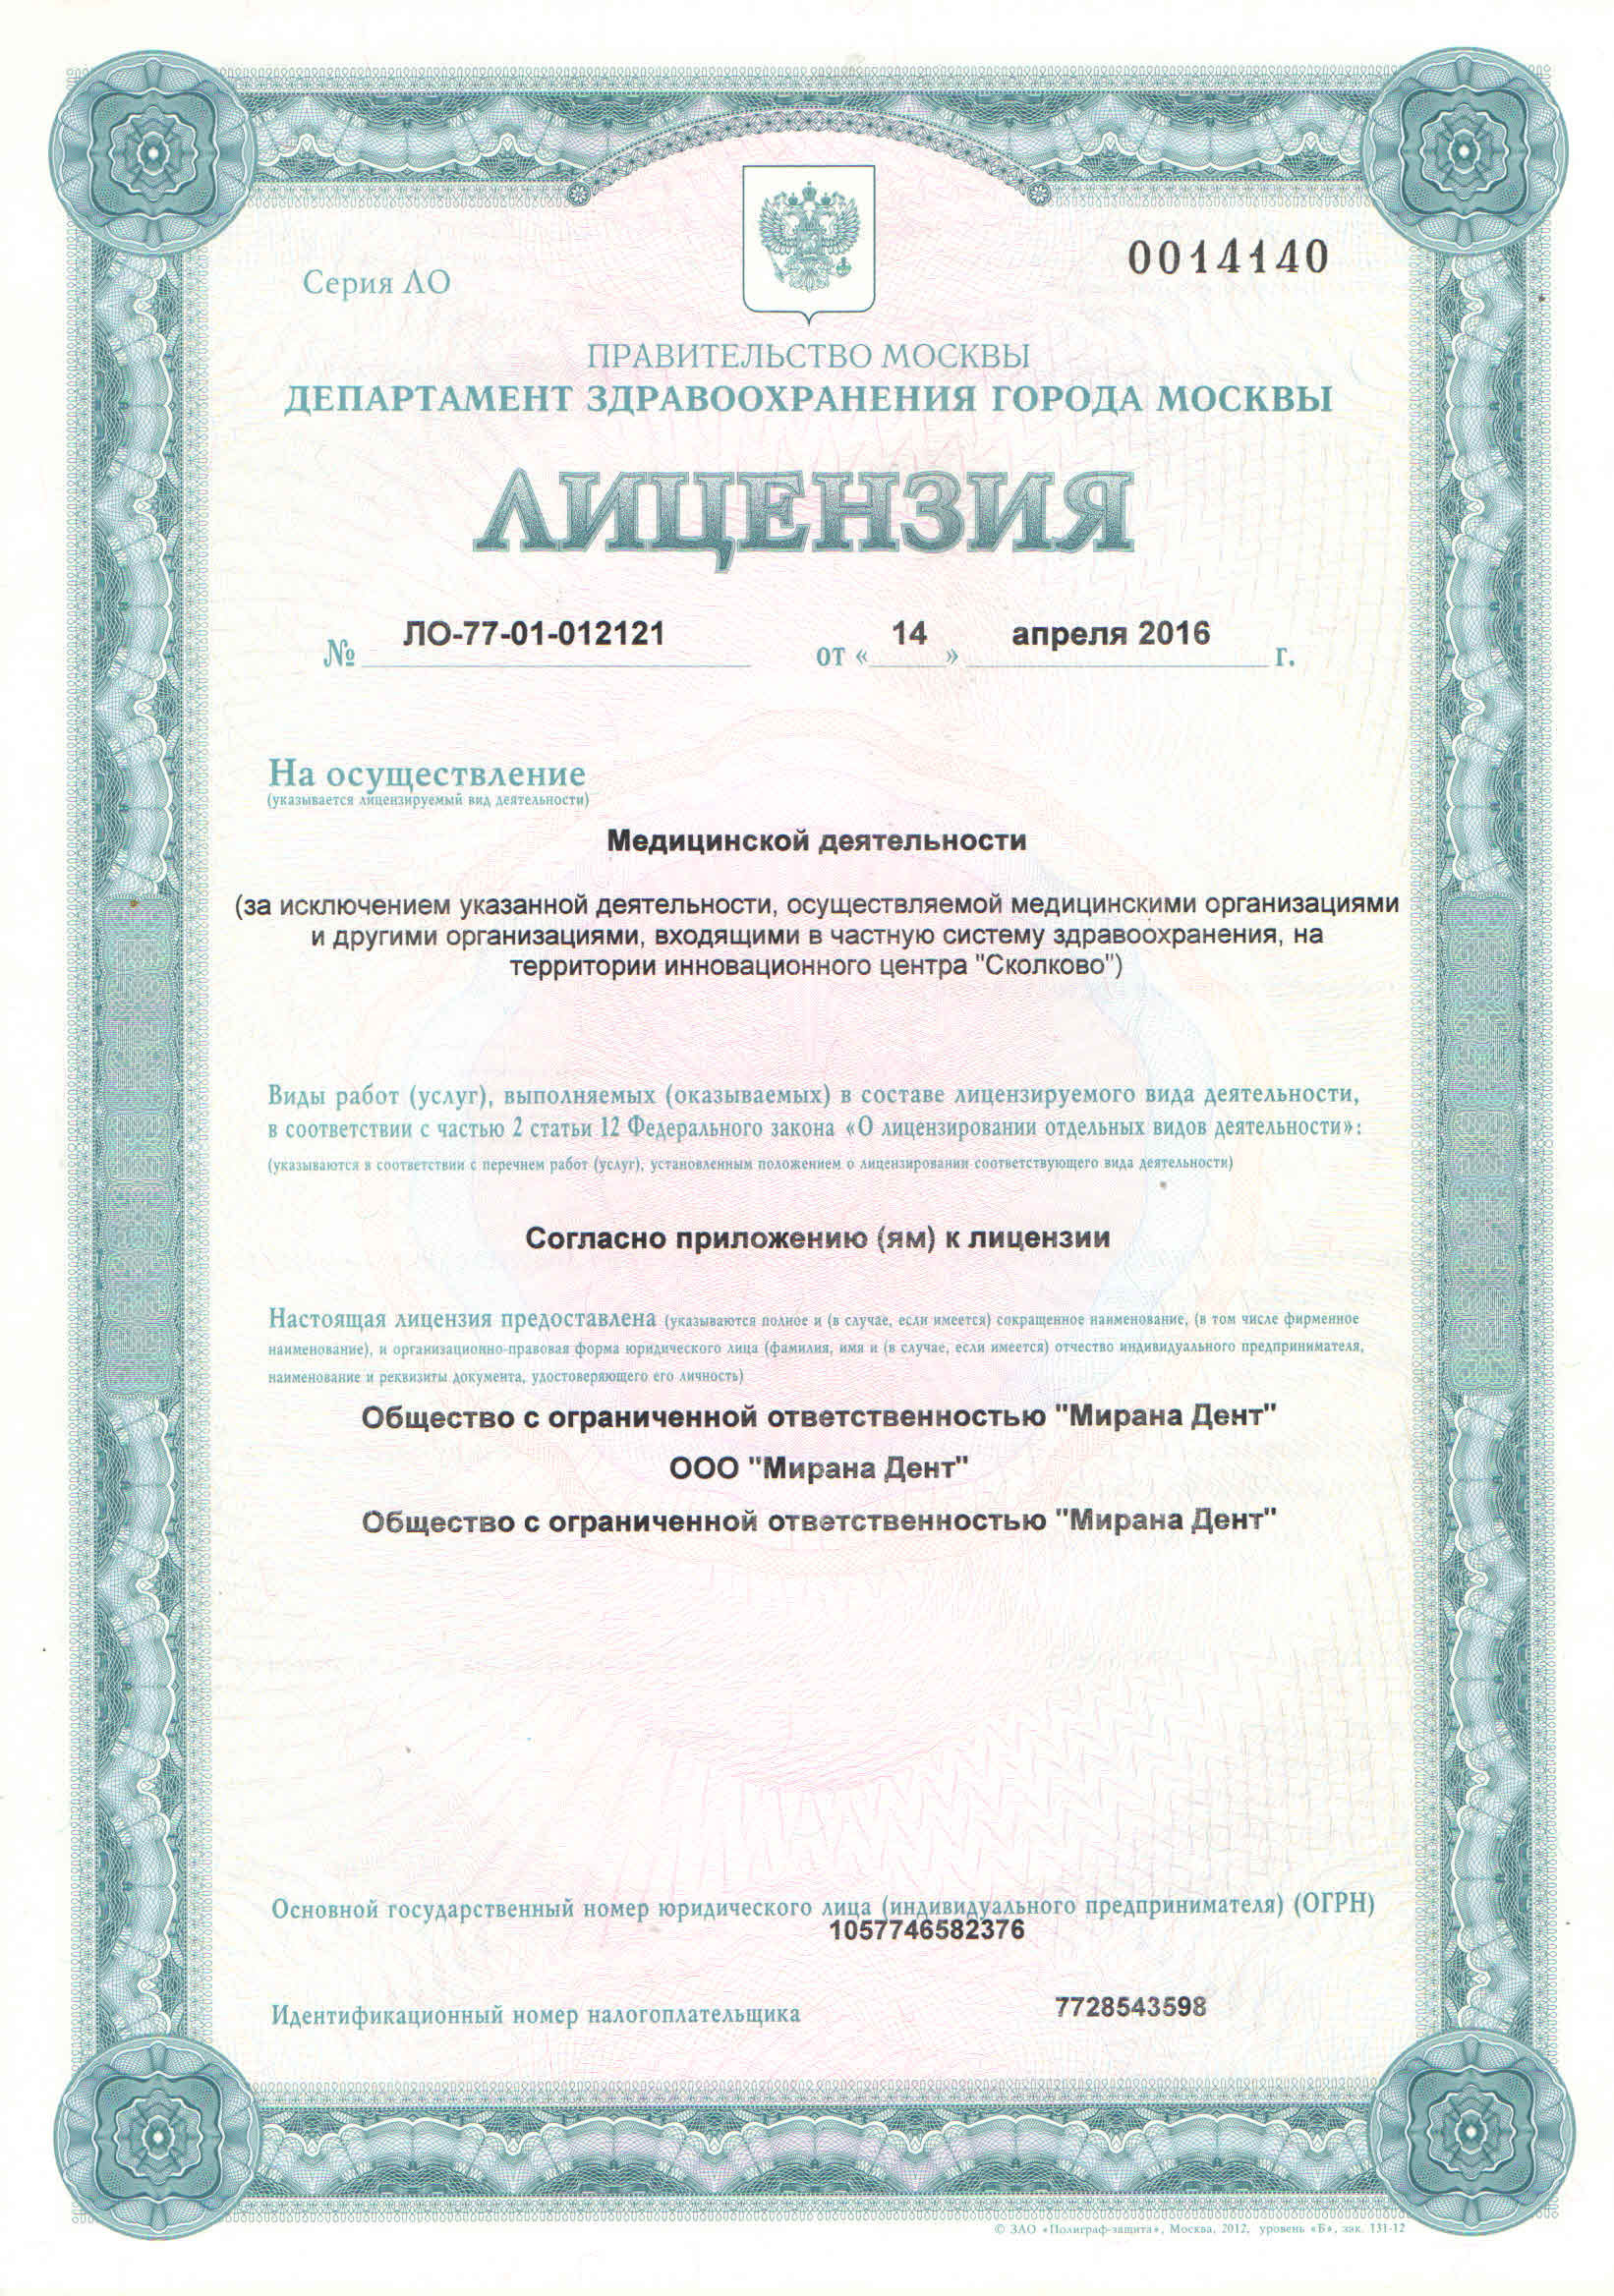 Серия ЛО
0014140
ПРАВИТЕЛЬСТВО МОСКВЫ
ДЕПАРТАМЕНТ ЗДРАВООХРАНЕНИЯ ГОРОДА МОСКВЫ
ЛИЦЕНЗИЯ
№ ЛО-77-01-012121 от « 14 » апреля 2016 г.
На осуществление
(указывается лицензируемый вид деятельности)
Медицинской деятельности
(за исключением указанной деятельности, осуществляемой медицинскими организациями
и другими организациями, входящими в частную систему здравоохранения, на
территории инновационного центра "Сколково")
Виды работ (услуг), выполняемых (оказываемых) в составе лицензируемого вида деятельности,
в соответствии с частью 2 статьи 12 Федерального закона «О лицензировании отдельных видов деятельности»:
(указываются в соответствии с перечнем работ (услуг), установленным положением о лицензировании соответствующего вида деятельности)
Согласно приложению (ям) к лицензии
Настоящая лицензия предоставлена (указываются полное и (в случае, если имеется) сокращенное наименование, (в том числе фирменное
наименование), и организационно-правовая форма юридического лица (фамилия, имя и (в случае, если имеется) отчество индивидуального предпринимателя,
наименование и реквизиты документа, удостоверяющего его личность)
Общество с ограниченной ответственностью "Мирана Дент"
ООО "Мирана Дент"
Общество с ограниченной ответственностью "Мирана Дент"
Основной государственный номер юридического лица (индивидуального предпринимателя) (ОГРН)
1057746582376
Идентификационный номер налогоплательщика 7728543598
© ЗАО «Полиграф-защита», Москва, 2012, уровень «Б», зак. 131-12